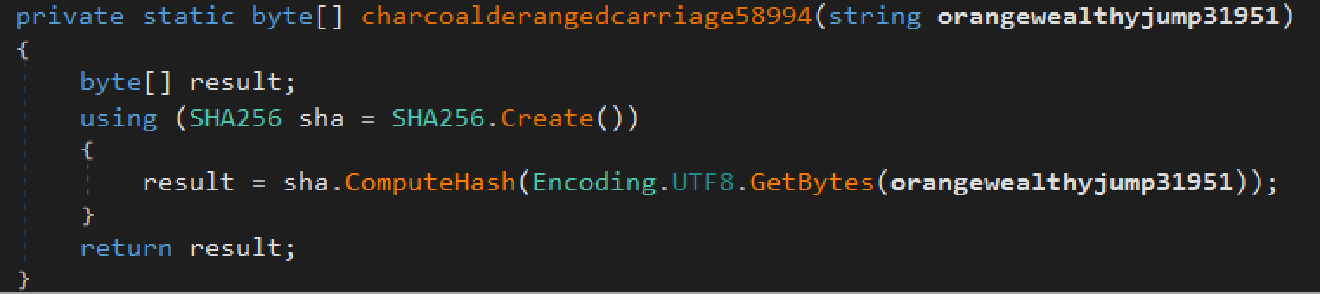 private static byte[] charcoalderangedcarriage58994(string orangewealthyjump31951)
{
    byte[] result;
    using (SHA256 sha = SHA256.Create())
    {
        result = sha.ComputeHash(Encoding.UTF8.GetBytes(orangewealthyjump31951));
    }
    return result;
}